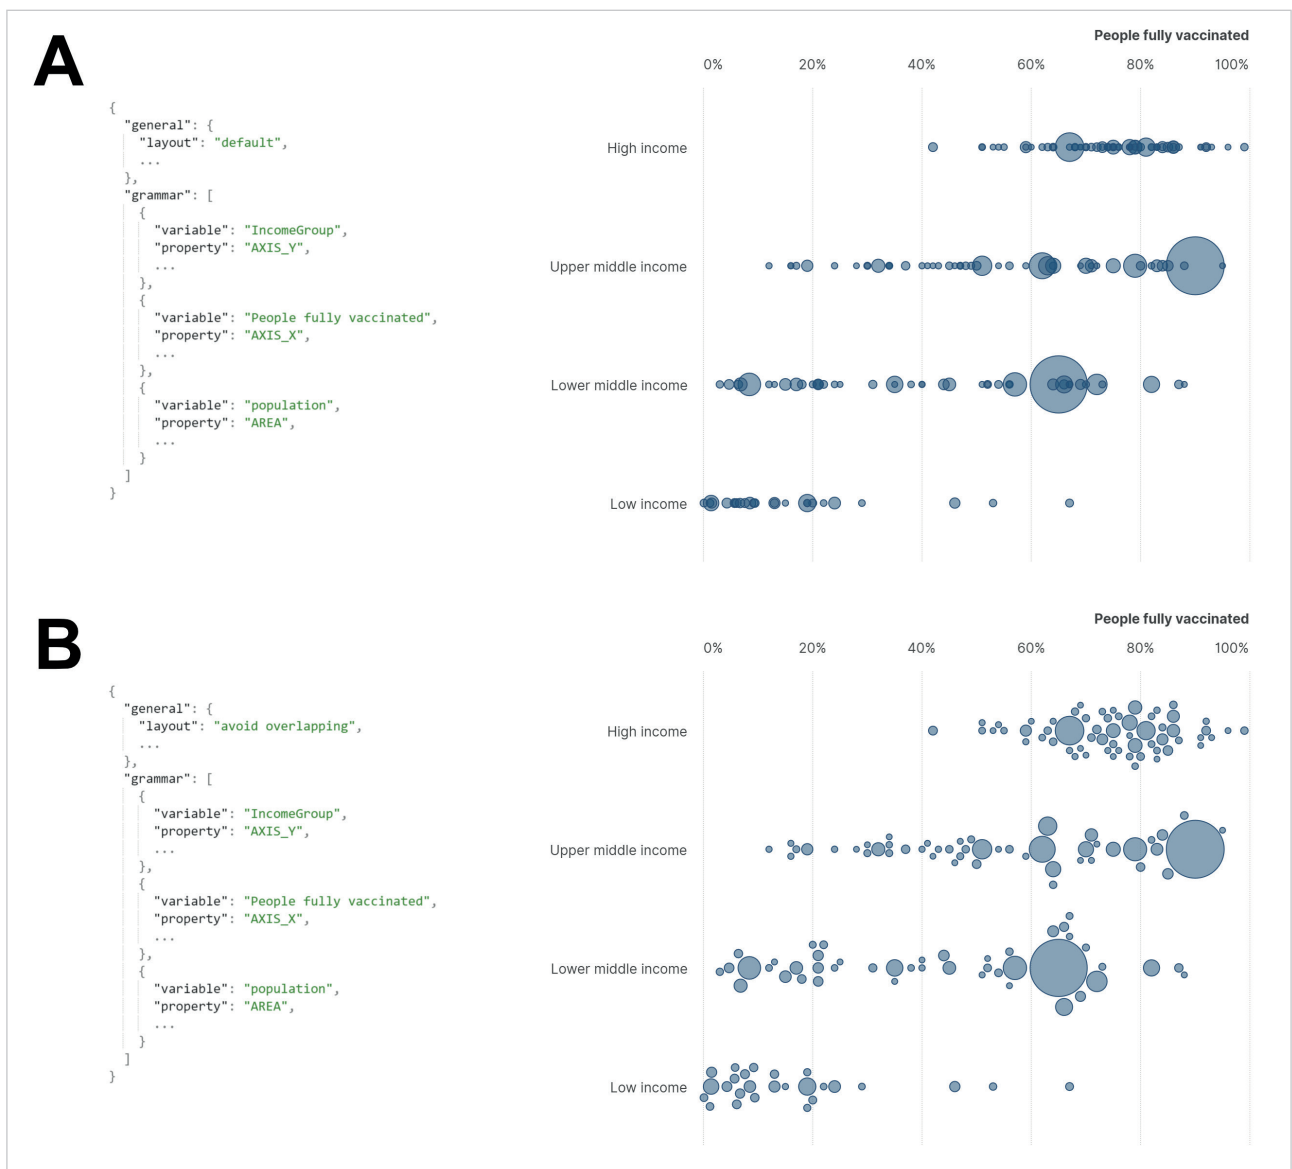 A
People fully vaccinated
0% 20% 40% 60% 80% 100%
{
"general": {
"layout": "default",
...
},
"grammar": [
{
"variable": "IncomeGroup",
"property": "AXIS_Y",
...
},
{
"variable": "People fully vaccinated",
"property": "AXIS_X",
...
},
{
"variable": "population",
"property": "AREA",
...
}
]
}
High income
Upper middle income
Lower middle income
Low income
B
People fully vaccinated
0% 20% 40% 60% 80% 100%
{
"general": {
"layout": "avoid overlapping",
...
},
"grammar": [
{
"variable": "IncomeGroup",
"property": "AXIS_Y",
...
},
{
"variable": "People fully vaccinated",
"property": "AXIS_X",
...
},
{
"variable": "population",
"property": "AREA",
...
}
]
}
High income
Upper middle income
Lower middle income
Low income